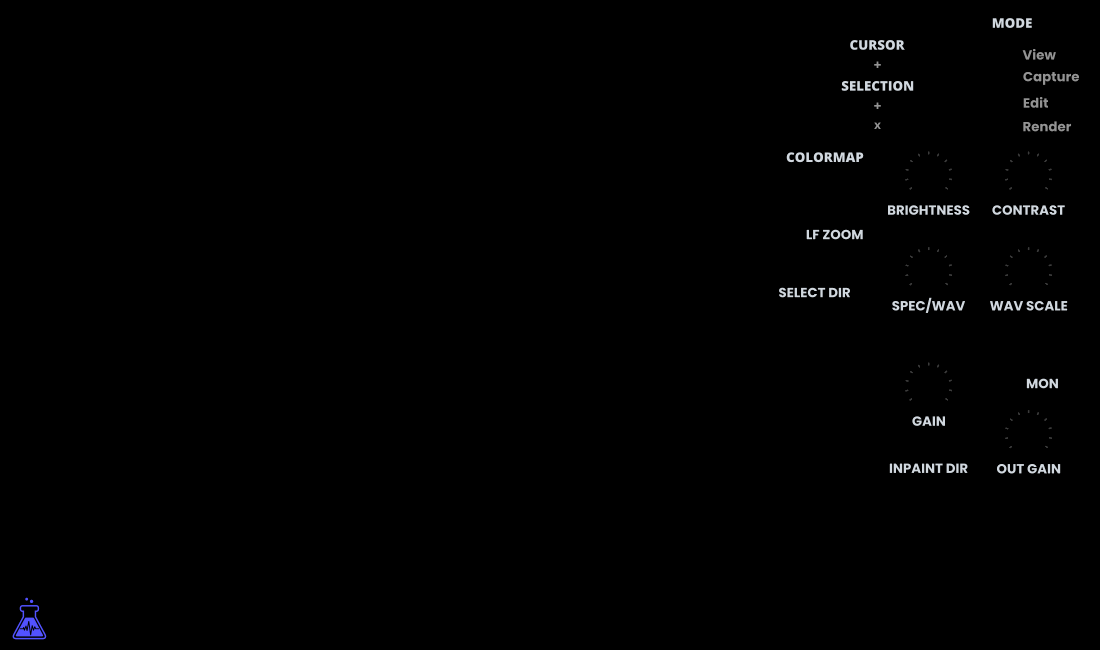 MODE
CURSOR
+
SELECTION
+
x
View
Capture
Edit
Render
COLORMAP
BRIGHTNESS
CONTRAST
LF ZOOM
SELECT DIR
SPEC/WAV
WAV SCALE
GAIN
MON
INPAINT DIR
OUT GAIN